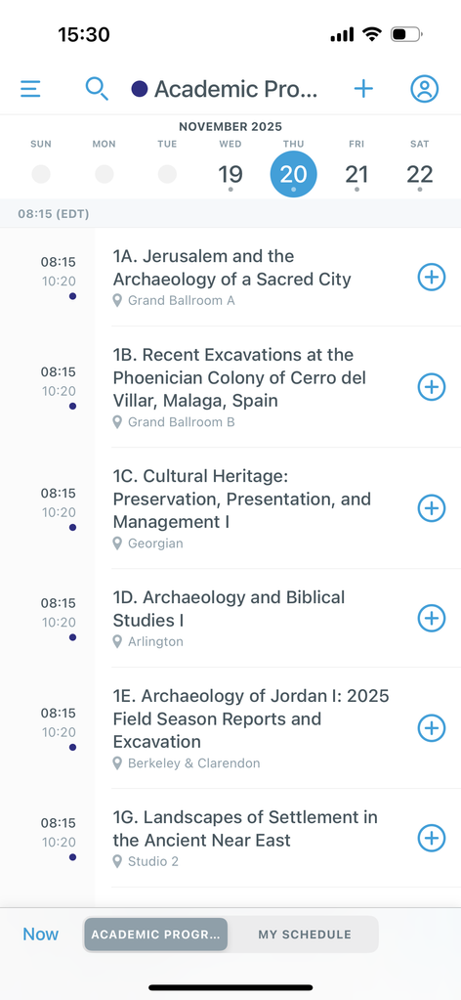 15:30
Academic Pro...
NOVEMBER 2025
SUN MON TUE WED THU FRI SAT
19 20 21 22
08:15 (EDT)
08:15
10:20
1A. Jerusalem and the
Archaeology of a Sacred City
Grand Ballroom A
08:15
10:20
1B. Recent Excavations at the
Phoenician Colony of Cerro del
Villar, Malaga, Spain
Grand Ballroom B
08:15
10:20
1C. Cultural Heritage:
Preservation, Presentation, and
Management I
Georgian
08:15
10:20
1D. Archaeology and Biblical
Studies I
Arlington
08:15
10:20
1E. Archaeology of Jordan I: 2025
Field Season Reports and
Excavation
Berkeley & Clarendon
08:15
10:20
1G. Landscapes of Settlement in
the Ancient Near East
Studio 2
Now
ACADEMIC PROGR...
MY SCHEDULE